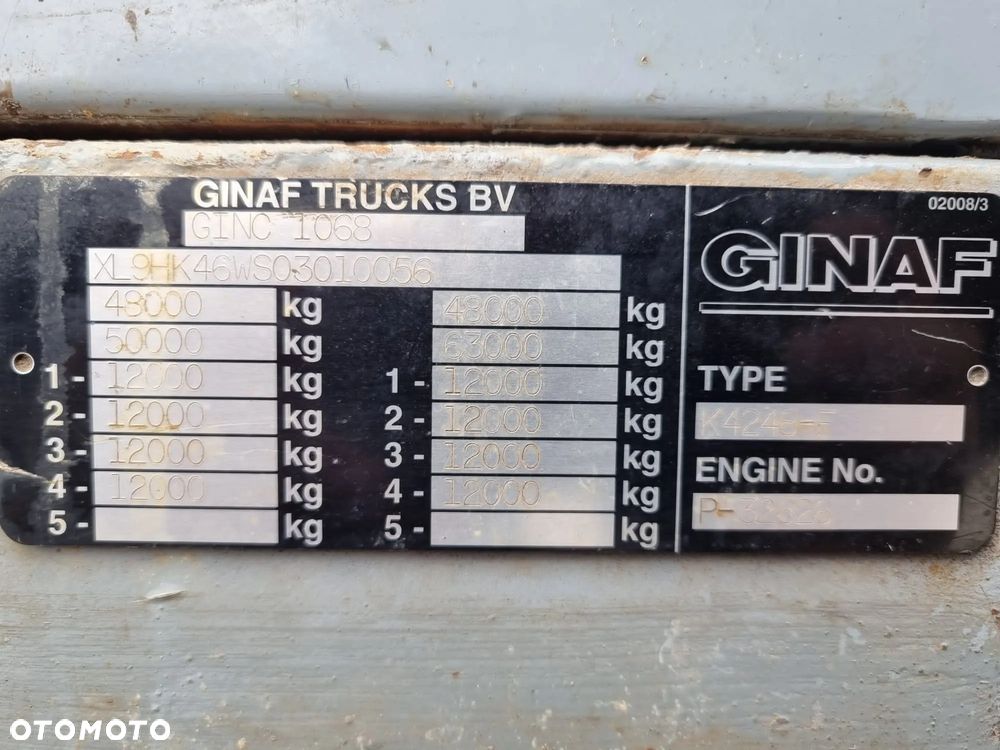 GINAF TRUCKS BV
02008/3
GINC 1068
GINAF
XL9HK46WS03010056
48000 kg 48000 kg
50000 kg 63000 kg
1- 12000 kg 1- 12000 kg
TYPE
2- 12000 kg 2- 12000 kg
3- 12000 kg 3- 12000 kg
ENGINE No.
4- 12000 kg 4- 12000 kg
5- kg 5- kg
OTOMOTO